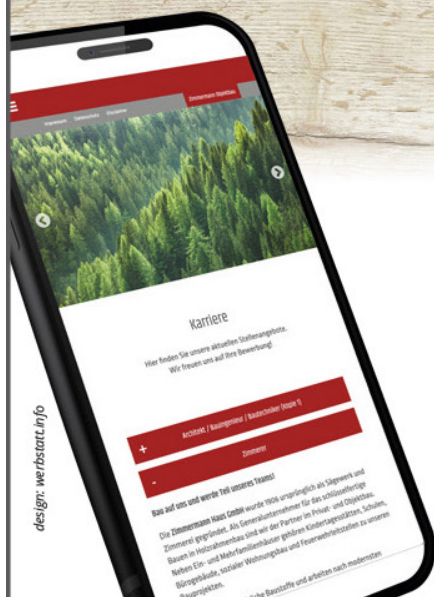 Zimmermann Objektbau
Impressum Datenschutz Disclaimer
Karriere
Hier finden Sie unsere aktuellen Stellenangebote.
Wir freuen uns auf Ihre Bewerbung!
+ Architekt / Bauingenieur / Bautechniker (Kopie 1)
- Zimmerer
Bau auf uns und werde Teil unseres Teams!
Die Zimmermann Haus GmbH wurde 1906 ursprünglich als Sägewerk und
Zimmerei gegründet. Als Generalunternehmer für das schlüsselfertige
Bauen in Holzrahmenbau sind wir der Partner im Privat- und Objektbau.
Neben Ein- und Mehrfamilienhäuser gehören Kindertagesstätten, Schulen,
Bürogebäude, sozialer Wohnungsbau und Feuerwehrleitstellen zu unseren
Bauprojekten.
Baustoffe und arbeiten nach modernsten
design: werbstatt.info